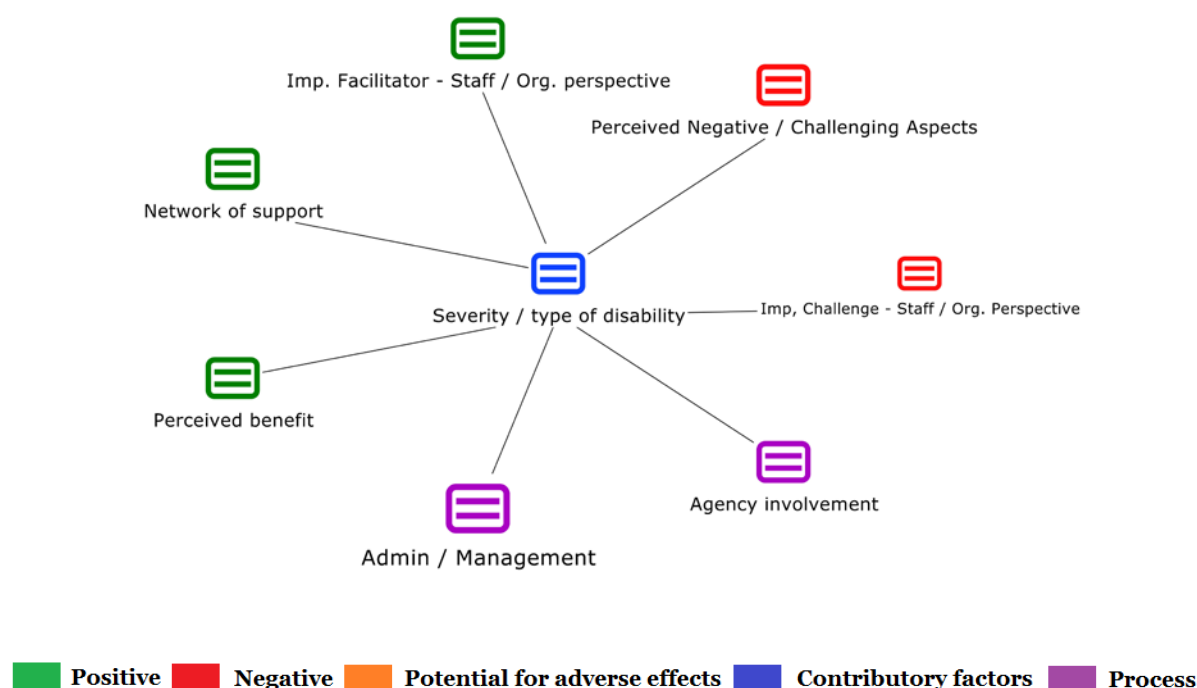 Imp. Facilitator - Staff / Org. perspective
Perceived Negative / Challenging Aspects
Network of support
Severity / type of disability
Imp, Challenge - Staff / Org. Perspective
Perceived benefit
Agency involvement
Admin / Management
Positive
Negative
Potential for adverse effects
Contributory factors
Process